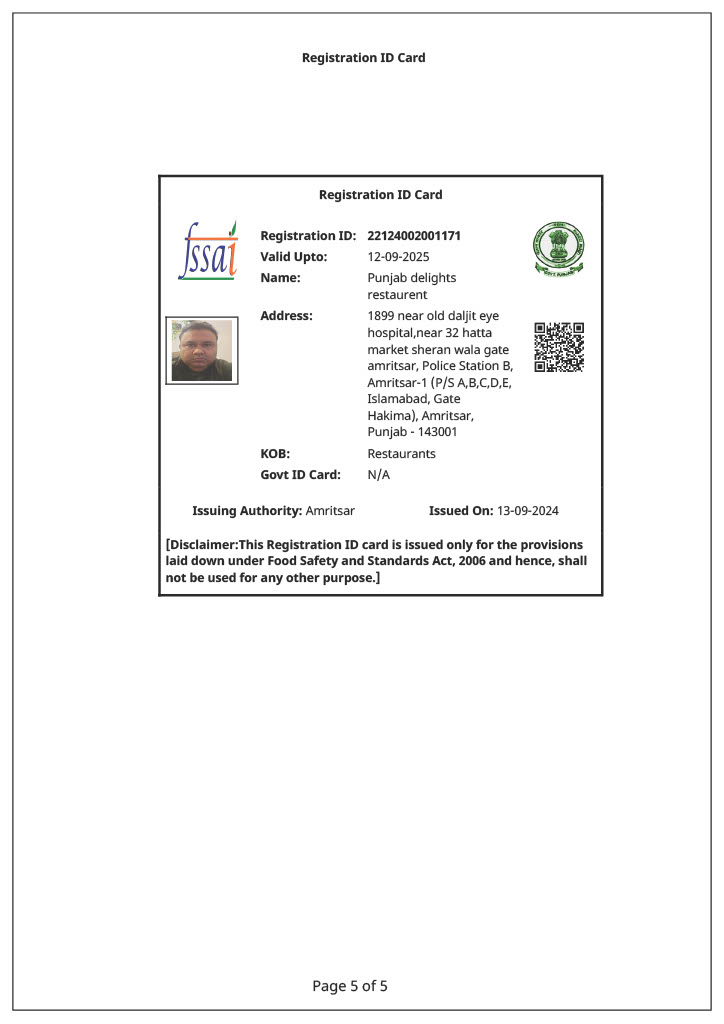 Registration ID Card
Registration ID Card
fssai
Registration ID: 22124002001171
Valid Upto: 12-09-2025
Name: Punjab delights
restaurent
Address: 1899 near old daljit eye
hospital,near 32 hatta
market sheran wala gate
amritsar, Police Station B,
Amritsar-1 (P/S A,B,C,D,E,
Islamabad, Gate
Hakima), Amritsar,
Punjab - 143001
KOB: Restaurants
Govt ID Card: N/A
Issuing Authority: Amritsar Issued On: 13-09-2024
[Disclaimer:This Registration ID card is issued only for the provisions
laid down under Food Safety and Standards Act, 2006 and hence, shall
not be used for any other purpose.]
Page 5 of 5